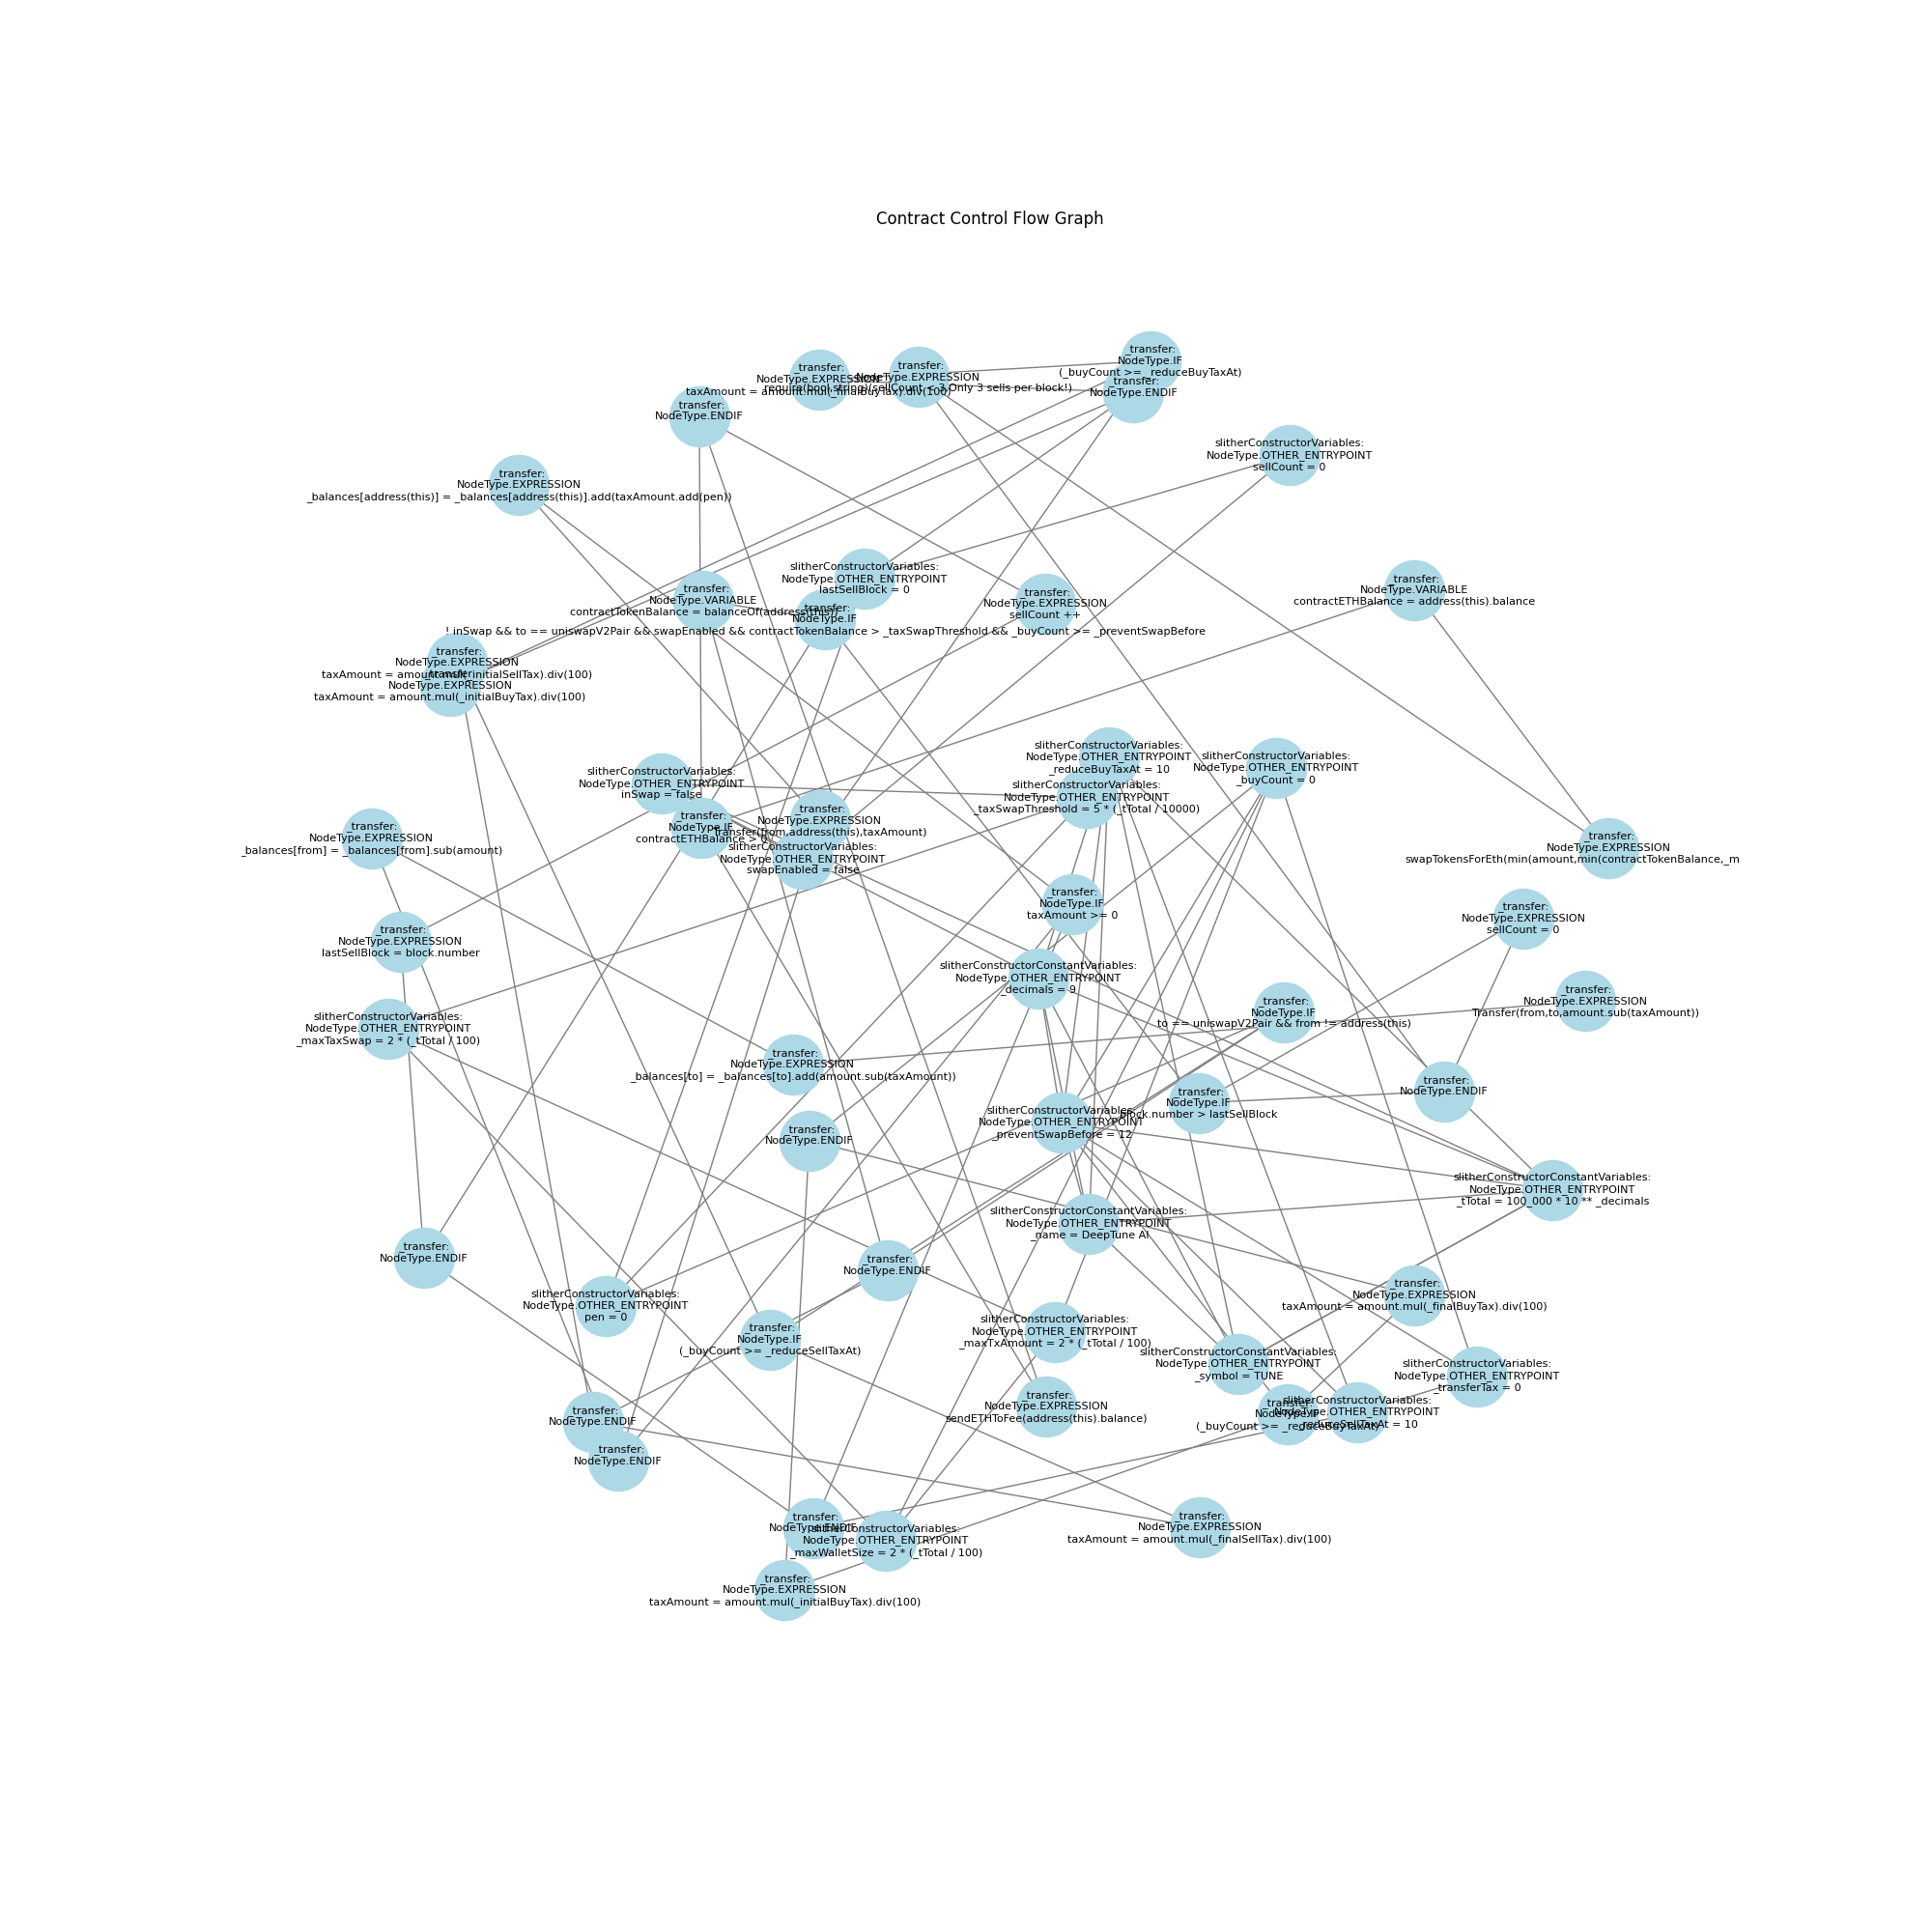 Contract Control Flow Graph
_transfer:
NodeType.IF
(_buyCount >= _reduceBuyTaxAt)
_transfer:
NodeType.EXPRESSION
taxAmount = amount.mul(_finalBuyTax).div(100)
_transfer:
NodeType.EXPRESSION
require(bool,string)(sellCount < 3,Only 3 sells per block!)
_transfer:
NodeType.ENDIF
_transfer:
NodeType.ENDIF
slitherConstructorVariables:
NodeType.OTHER_ENTRYPOINT
sellCount = 0
_transfer:
NodeType.EXPRESSION
_balances[address(this)] = _balances[address(this)].add(taxAmount.add(pen))
slitherConstructorVariables:
NodeType.OTHER_ENTRYPOINT
lastSellBlock = 0
_transfer:
NodeType.VARIABLE
contractETHBalance = address(this).balance
_transfer:
NodeType.VARIABLE
contractTokenBalance = balanceOf(address(this))
_transfer:
NodeType.EXPRESSION
sellCount ++
_transfer:
NodeType.IF
! inSwap && to == uniswapV2Pair && swapEnabled && contractTokenBalance > _taxSwapThreshold && _buyCount >= _preventSwapBefore
_transfer:
NodeType.EXPRESSION
taxAmount = amount.mul(_initialSellTax).div(100)
_transfer:
NodeType.EXPRESSION
taxAmount = amount.mul(_initialBuyTax).div(100)
slitherConstructorVariables:
NodeType.OTHER_ENTRYPOINT
_reduceBuyTaxAt = 10
slitherConstructorVariables:
NodeType.OTHER_ENTRYPOINT
_buyCount = 0
slitherConstructorVariables:
NodeType.OTHER_ENTRYPOINT
inSwap = false
slitherConstructorVariables:
NodeType.OTHER_ENTRYPOINT
_taxSwapThreshold = 5 * (_tTotal / 10000)
_transfer:
NodeType.EXPRESSION
Transfer(from,address(this),taxAmount)
_transfer:
NodeType.IF
contractETHBalance > 0
_transfer:
NodeType.EXPRESSION
_balances[from] = _balances[from].sub(amount)
_transfer:
NodeType.EXPRESSION
swapTokensForEth(min(amount,min(contractTokenBalance,_m
slitherConstructorVariables:
NodeType.OTHER_ENTRYPOINT
swapEnabled = false
_transfer:
NodeType.IF
taxAmount >= 0
_transfer:
NodeType.EXPRESSION
sellCount = 0
_transfer:
NodeType.EXPRESSION
lastSellBlock = block.number
slitherConstructorConstantVariables:
NodeType.OTHER_ENTRYPOINT
_decimals = 9
_transfer:
NodeType.EXPRESSION
Transfer(from,to,amount.sub(taxAmount))
_transfer:
NodeType.IF
to == uniswapV2Pair && from != address(this)
slitherConstructorVariables:
NodeType.OTHER_ENTRYPOINT
_maxTaxSwap = 2 * (_tTotal / 100)
_transfer:
NodeType.EXPRESSION
_balances[to] = _balances[to].add(amount.sub(taxAmount))
_transfer:
NodeType.ENDIF
_transfer:
NodeType.IF
block.number > lastSellBlock
slitherConstructorVariables:
NodeType.OTHER_ENTRYPOINT
_preventSwapBefore = 12
_transfer:
NodeType.ENDIF
slitherConstructorConstantVariables:
NodeType.OTHER_ENTRYPOINT
_tTotal = 100_000 * 10 ** _decimals
slitherConstructorConstantVariables:
NodeType.OTHER_ENTRYPOINT
_name = DeepTune AI
_transfer:
NodeType.ENDIF
_transfer:
NodeType.ENDIF
slitherConstructorVariables:
NodeType.OTHER_ENTRYPOINT
pen = 0
_transfer:
NodeType.EXPRESSION
taxAmount = amount.mul(_finalBuyTax).div(100)
slitherConstructorVariables:
NodeType.OTHER_ENTRYPOINT
_maxTxAmount = 2 * (_tTotal / 100)
_transfer:
NodeType.IF
(_buyCount >= _reduceSellTaxAt)
slitherConstructorConstantVariables:
NodeType.OTHER_ENTRYPOINT
_symbol = TUNE
slitherConstructorVariables:
NodeType.OTHER_ENTRYPOINT
_transferTax = 0
_transfer:
NodeType.EXPRESSION
sendETHToFee(address(this).balance)
_transfer:
NodeType.IF
(_buyCount >= _reduceBuyTaxAt)
slitherConstructorVariables:
NodeType.OTHER_ENTRYPOINT
_reduceSellTaxAt = 10
_transfer:
NodeType.ENDIF
_transfer:
NodeType.ENDIF
_transfer:
NodeType.ENDIF
slitherConstructorVariables:
NodeType.OTHER_ENTRYPOINT
_maxWalletSize = 2 * (_tTotal / 100)
_transfer:
NodeType.EXPRESSION
taxAmount = amount.mul(_finalSellTax).div(100)
_transfer:
NodeType.EXPRESSION
taxAmount = amount.mul(_initialBuyTax).div(100)